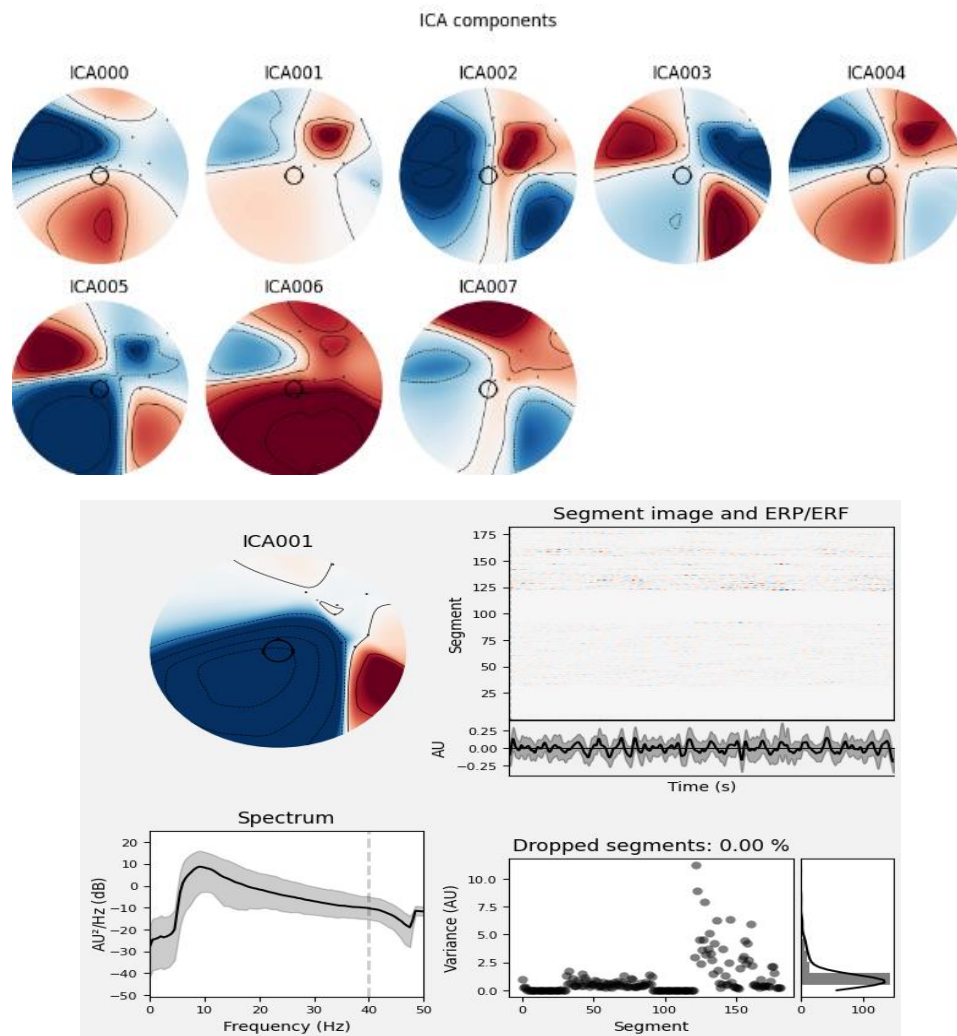 ICA components
ICA000 ICA001 ICA002 ICA003 ICA004
ICA005 ICA006 ICA007
ICA001
Segment image and ERP/ERF
175
150
125
100
75
50
25
Segment
0.25
0.00
−0.25
AU
Time (s)
Spectrum
20
10
0
−10
−20
−30
−40
−50
AU²/Hz (dB)
0 10 20 30 40 50
Frequency (Hz)
Dropped segments: 0.00 %
10.0
7.5
5.0
2.5
0.0
Variance (AU)
0 50 100 150 0 100
Segment